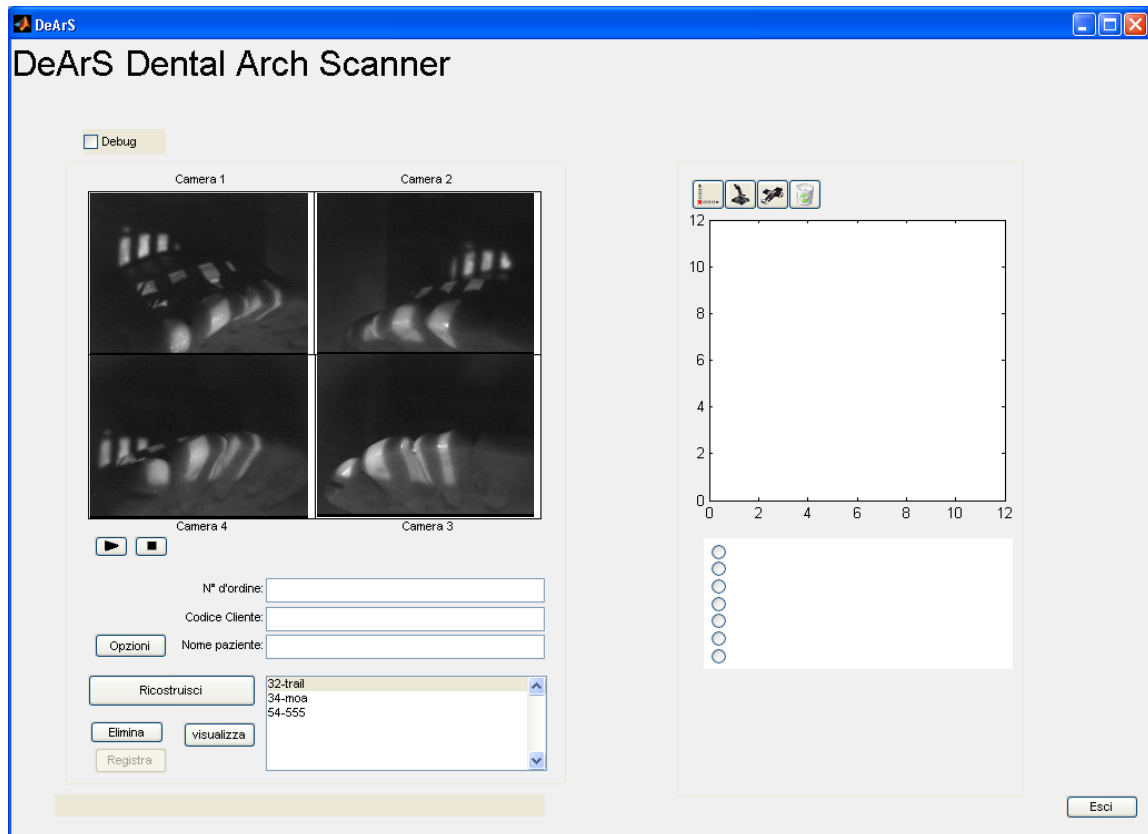 DeArS
DeArS Dental Arch Scanner
Debug
Camera 1
Camera 2
Camera 4
Camera 3
N° d'ordine:
Codice Cliente:
Opzioni
Nome paziente:
Ricostruisci
32-trail
34-moa
54-555
Elimina
visualizza
Registra
12
10
8
6
4
2
0
0 2 4 6 8 10 12
Esci